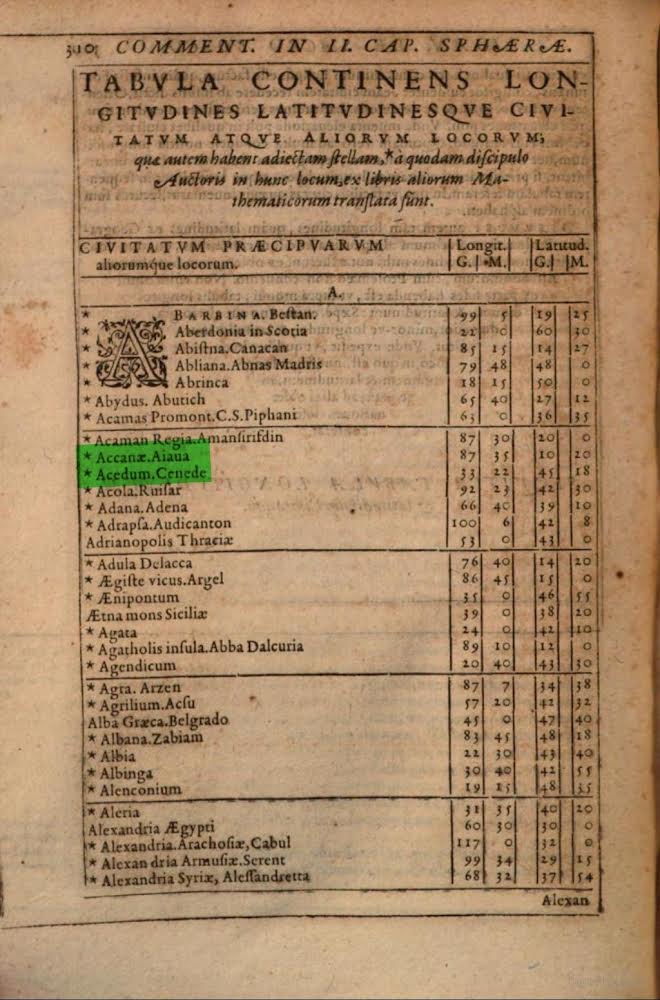 310 COMMENT. IN II. CAP. SPHÆRÆ.
TABVLA CONTINENS LON-
GITVDINES LATITVDINESQVE CIVI-
TATVM ATQVE ALIORVM LOCORVM;
quæ autem habent adiectam ſtellam,* à quodam diſcipulo
Auctoris in hunc locum, ex libris aliorum Ma-
thematicorum tranſlata ſunt.
CIVITATVM PRÆCIPVARVM Longit. Latitud.
aliorumque locorum. G. M. G. M.
A.
* ABARBINA. Beſtan. 99 5 19 25
* Aberdonia in Scotia 22 0 60 30
* Abiſtna.Canacan 85 15 14 27
* Abliana.Abnas Madris 79 48 48 0
* Abrinca 18 15 50 0
* Abydus. Abutich 65 40 27 12
* Acamas Promont.C.S.Piphani 63 0 36 35
* Acaman Regia.Amanſirifdin 87 30 20 0
* Accanæ.Aiaua 87 35 10 20
* Acedum.Cenede 33 22 45 18
* Acola.Ruiſar 92 23 42 30
* Adana.Adena 66 40 39 10
* Adrapſa.Audicanton 100 6 42 8
Adrianopolis Thraciæ 53 0 43 0
* Adula Delacca 76 40 14 20
* Ægiſte vicus.Argel 86 45 15 0
* Ænipontum 35 0 46 55
Ætna mons Siciliæ 39 0 38 20
* Agata 24 0 42 10
* Agatholis inſula.Abba Dalcuria 89 10 12 0
* Agendicum 20 40 43 30
* Agra. Arzen 87 7 34 38
* Agrilium.Acſu 57 20 42 32
Alba Græca.Belgrado 45 0 47 40
* Albana.Zabiam 83 45 48 18
* Albia 22 30 43 40
* Albinga 30 40 42 55
* Alenconium 19 15 48 35
* Aleria 31 35 40 20
Alexandria Ægypti 60 30 30 0
* Alexandria.Arachoſiæ,Cabul 117 0 32 0
* Alexan dria Armuſiæ.Serent 99 34 29 15
* Alexandria Syriæ, Aleſſandretta 68 32 37 54
Alexan